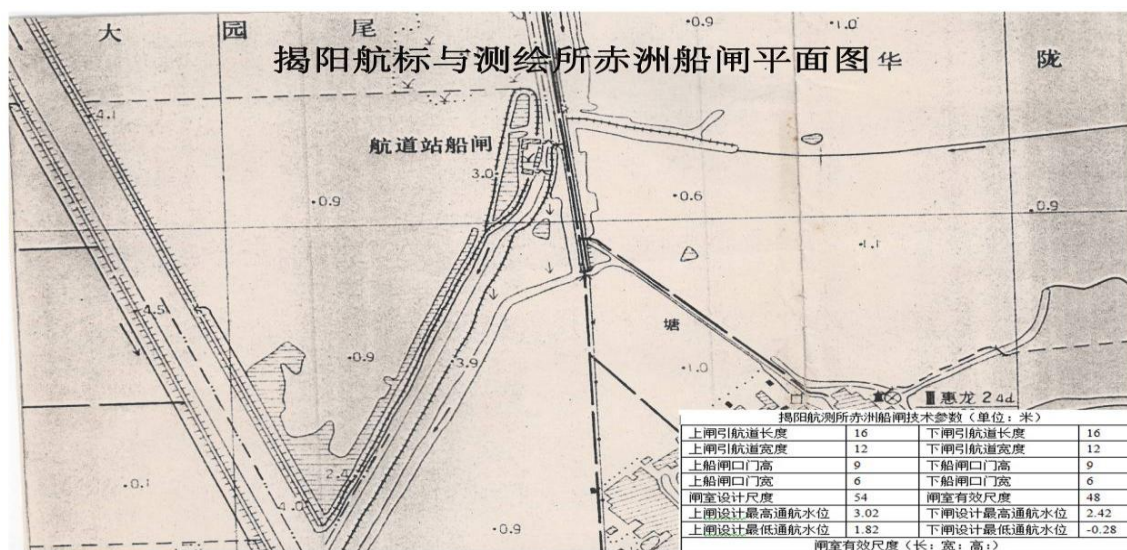 大 园 尾
·0.9
·1.0
揭阳航标与测绘所赤洲船闸平面图
华 陇
4.1
航道站船闸
3.0
·0.9
·0.6
·0.9
·1.1
4.5
塘
·0.9
·3.9
·1.0
惠龙 24d
2.4
·0.1
4.0
·0.9
揭阳航测所赤洲船闸技术参数（单位：米）
上闸引航道长度 16 下闸引航道长度 16
上闸引航道宽度 12 下闸引航道宽度 12
上船闸口门高 9 下船闸口门高 9
上船闸口门宽 6 下船闸口门宽 6
闸室设计尺度 54 闸室有效尺度 48
上闸设计最高通航水位 3.02 下闸设计最高通航水位 2.42
上闸设计最低通航水位 1.82 下闸设计最低通航水位 -0.28
闸室有效尺度（长；宽；高；）